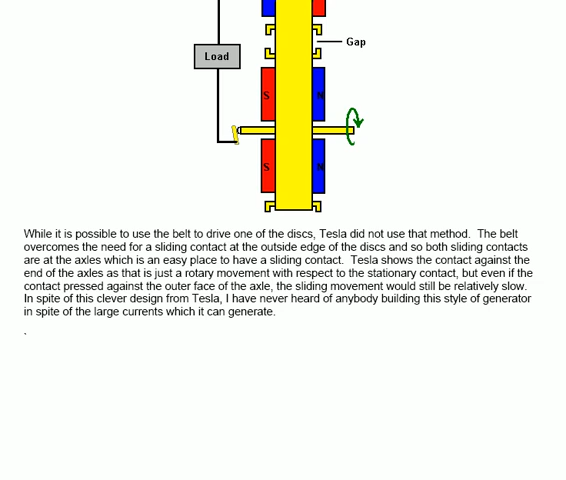 Gap
Load
S
N
S
N
While it is possible to use the belt to drive one of the discs, Tesla did not use that method.  The belt
overcomes the need for a sliding contact at the outside edge of the discs and so both sliding contacts
are at the axles which is an easy place to have a sliding contact.  Tesla shows the contact against the
end of the axles as that is just a rotary movement with respect to the stationary contact, but even if the
contact pressed against the outer face of the axle, the sliding movement would still be relatively slow.
In spite of this clever design from Tesla, I have never heard of anybody building this style of generator
in spite of the large currents which it can generate.
.